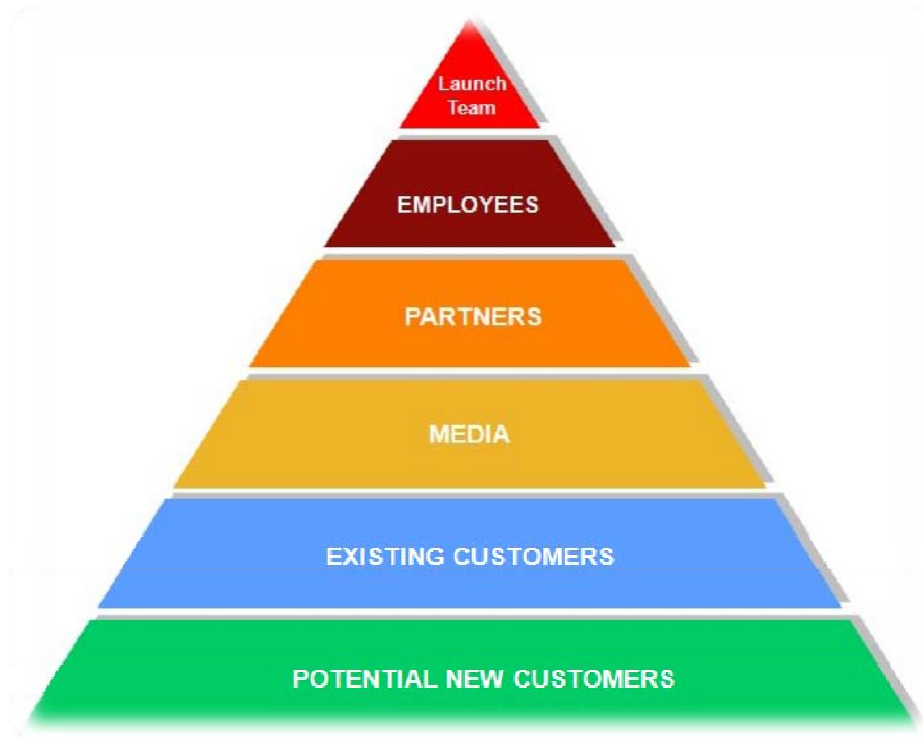 Launch
Team
EMPLOYEES
PARTNERS
MEDIA
EXISTING CUSTOMERS
POTENTIAL NEW CUSTOMERS